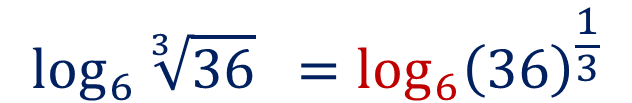 log₆ ∛36 = log₆(36)^(1/3)